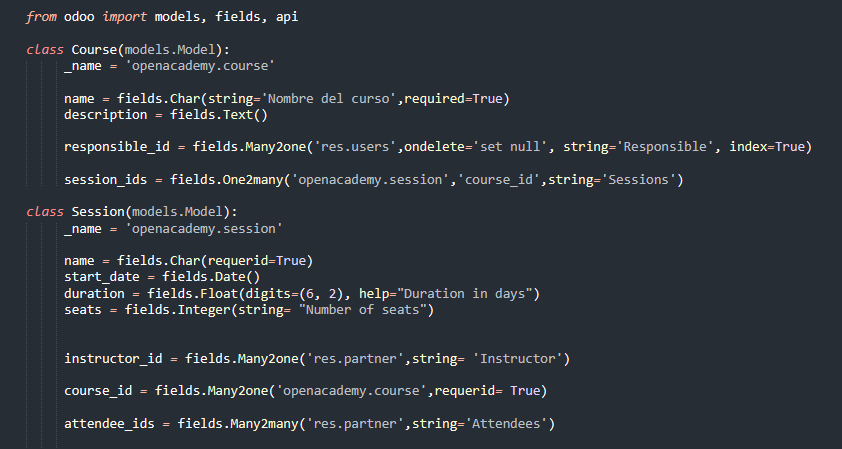 from odoo import models, fields, api
class Course(models.Model):
_name = 'openacademy.course'
name = fields.Char(string='Nombre del curso',required=True)
description = fields.Text()
responsible_id = fields.Many2one('res.users',ondelete='set null', string='Responsible', index=True)
session_ids = fields.One2many('openacademy.session','course_id',string='Sessions')
class Session(models.Model):
_name = 'openacademy.session'
name = fields.Char(requerid=True)
start_date = fields.Date()
duration = fields.Float(digits=(6, 2), help="Duration in days")
seats = fields.Integer(string= "Number of seats")
instructor_id = fields.Many2one('res.partner',string= 'Instructor')
course_id = fields.Many2one('openacademy.course',requerid= True)
attendee_ids = fields.Many2many('res.partner',string='Attendees')